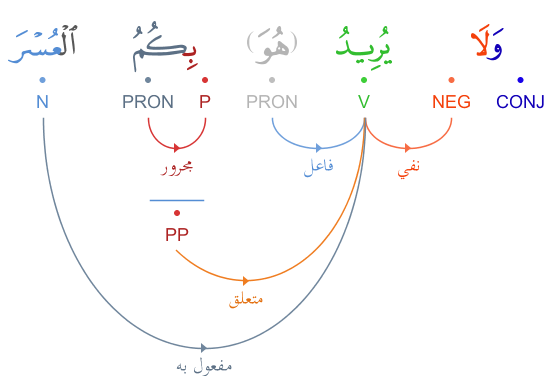 وَلَا يُرِيدُ (هُوَ) بِكُمُ ٱلْعُسْرَ
CONJ NEG V PRON P PRON N
نفي فاعل مجرور
PP
متعلق
مفعول به